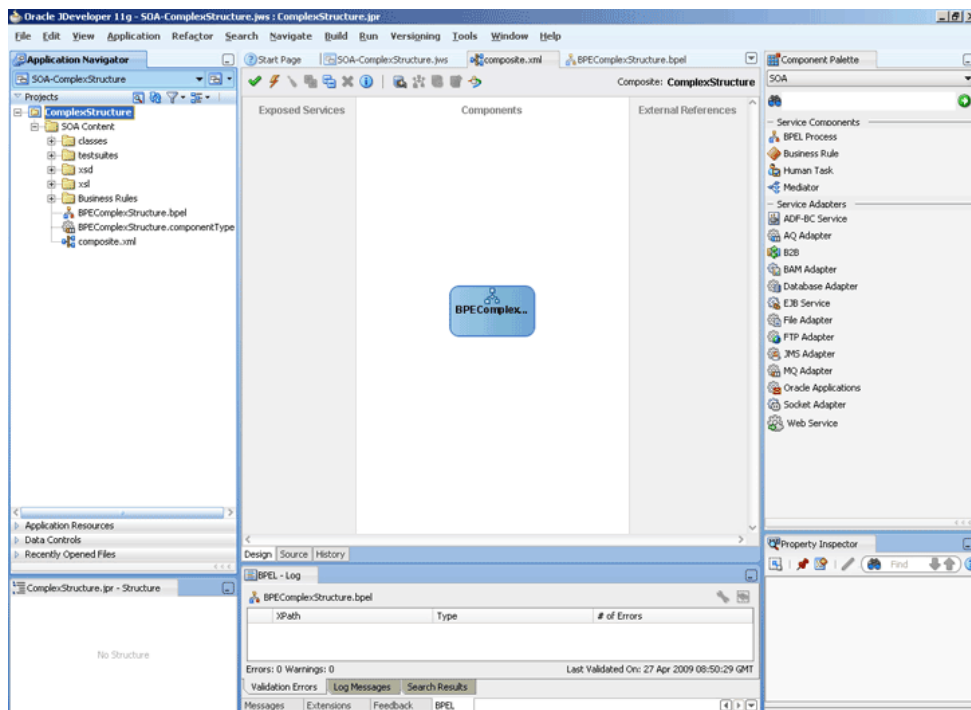 Oracle JDeveloper 11g - SOA-ComplexStructure.jws : ComplexStructure.jpr
File Edit View Application Refactor Search Navigate Build Run Versioning Tools Window Help
Application Navigator
SOA-ComplexStructure
Projects
ComplexStructure
SOA Content
classes
testsuites
xsd
xsl
Business Rules
BPEComplexStructure.bpel
BPEComplexStructure.componentType
composite.xml
Application Resources
Data Controls
Recently Opened Files
ComplexStructure.jpr - Structure
No Structure
Start Page SOA-ComplexStructure.jws composite.xml BPEComplexStructure.bpel
Composite: ComplexStructure
Exposed Services Components External References
BPEComplex...
Design Source History
BPEL - Log
BPEComplexStructure.bpel
XPath Type # of Errors
Errors: 0 Warnings: 0 Last Validated On: 27 Apr 2009 08:50:29 GMT
Validation Errors Log Messages Search Results
Messages Extensions Feedback BPEL
Component Palette
SOA
Service Components
BPEL Process
Business Rule
Human Task
Mediator
Service Adapters
ADF-BC Service
AQ Adapter
B2B
BAM Adapter
Database Adapter
EJB Service
File Adapter
FTP Adapter
JMS Adapter
MQ Adapter
Oracle Applications
Socket Adapter
Web Service
Property Inspector
Find